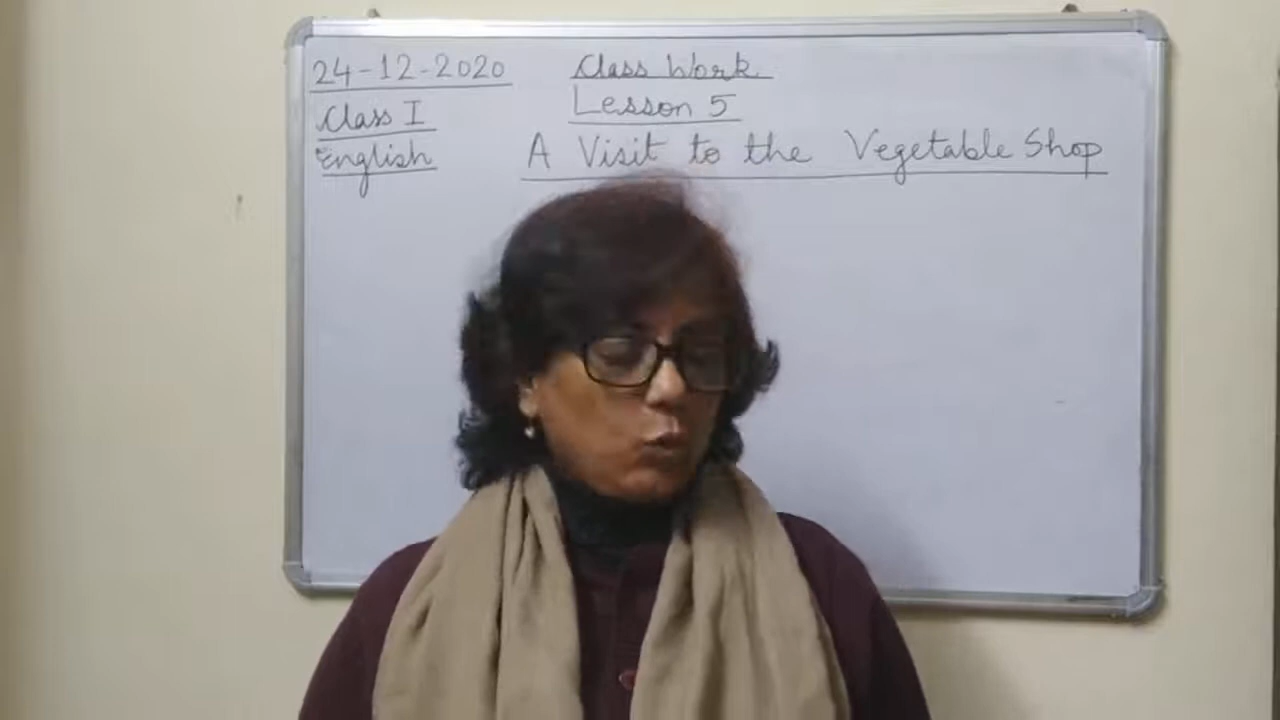 24-12-2020 Class Work
Class I Lesson 5
English A Visit to the Vegetable Shop